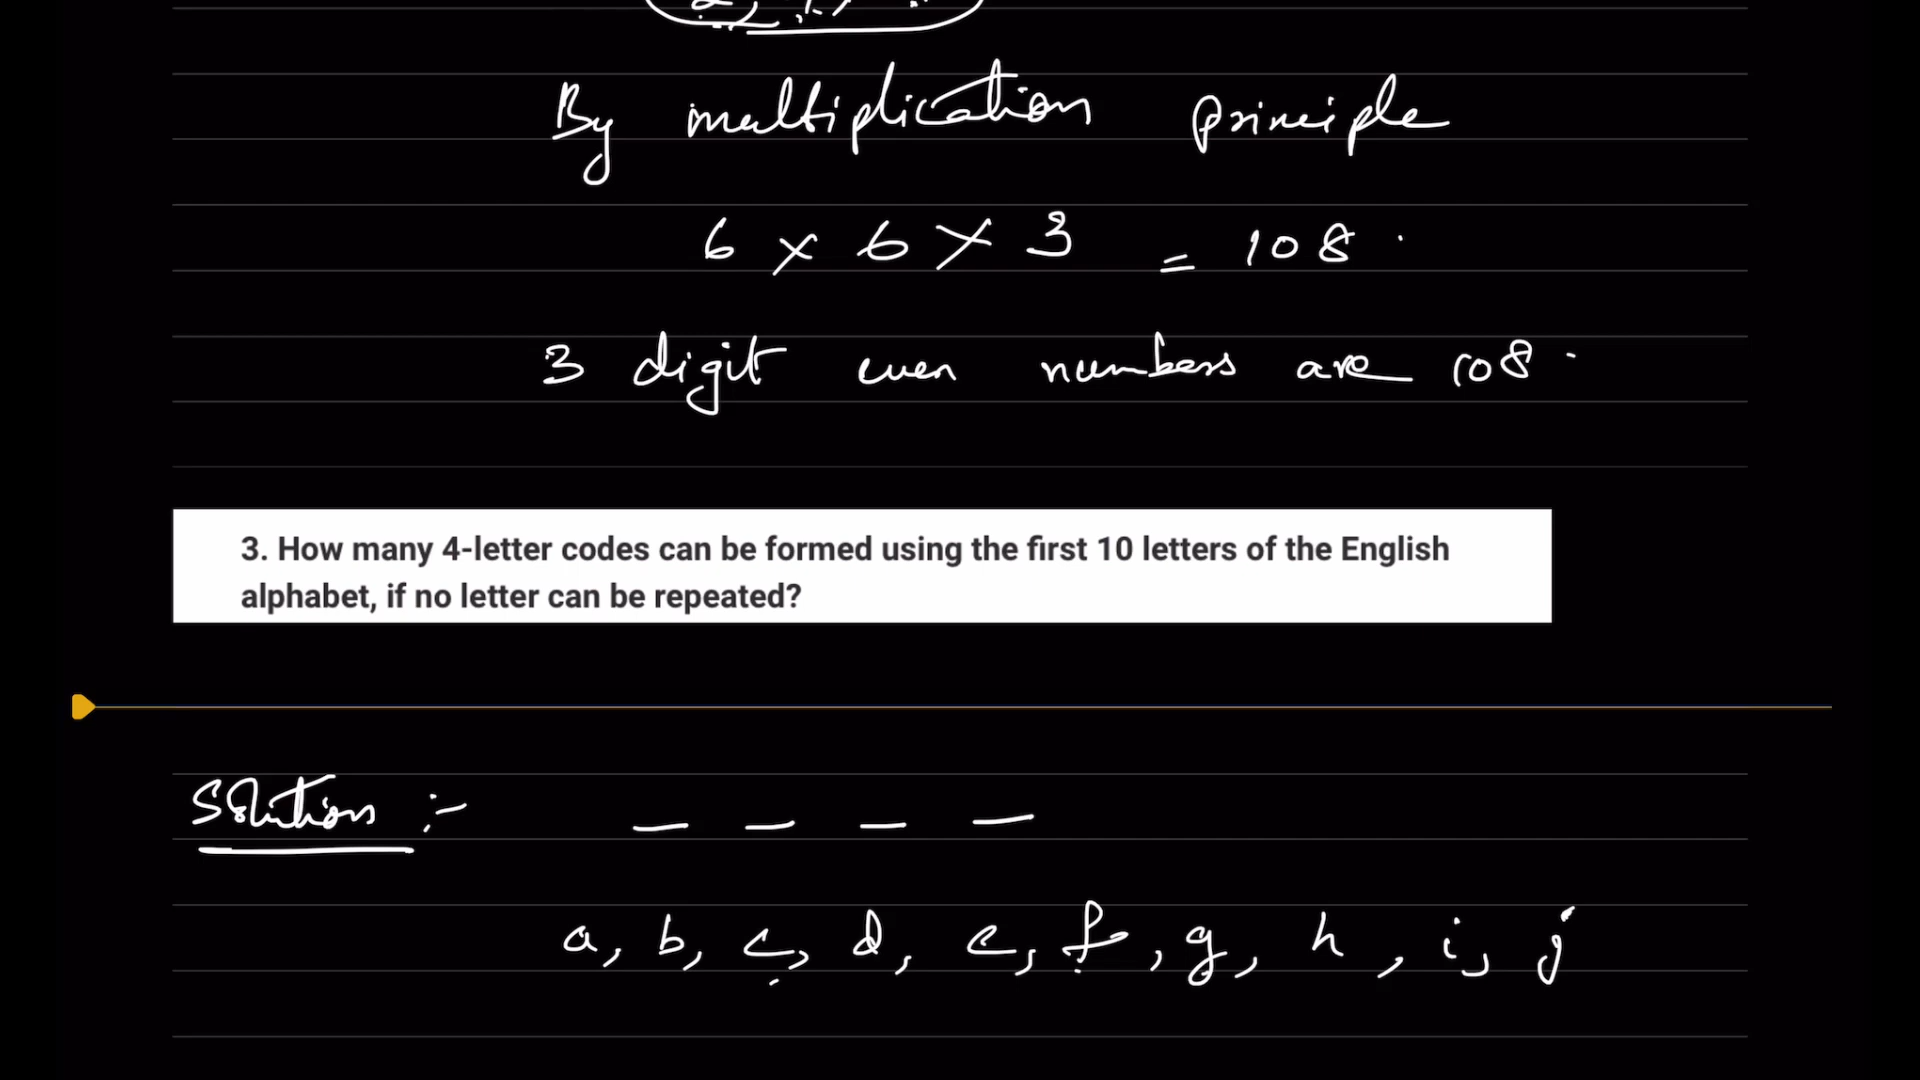 By multiplication principle
6 × 6 × 3 = 108 .
3 digit even numbers are 108 .
3. How many 4-letter codes can be formed using the first 10 letters of the English
alphabet, if no letter can be repeated?
Solution :- _ _ _ _
a, b, c, d, e, f, g, h, i, j